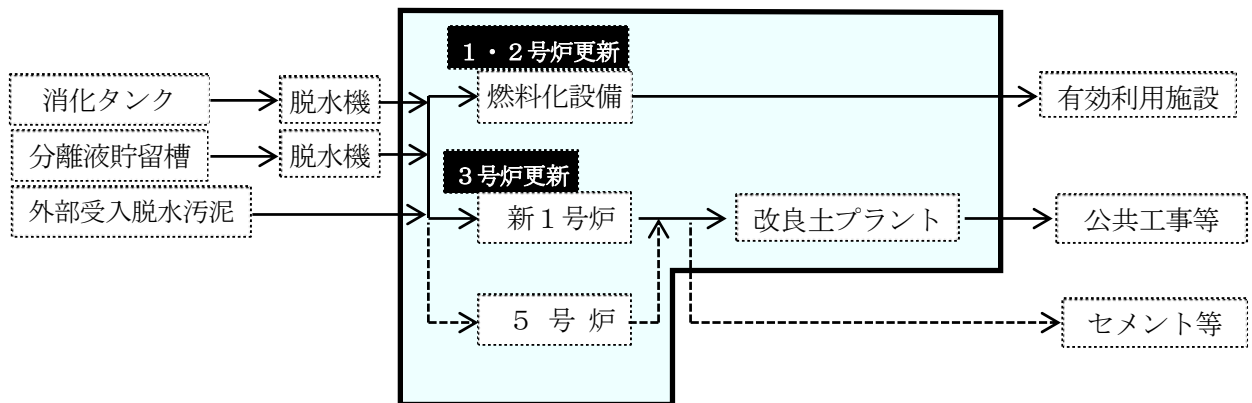 1・2号炉更新
消化タンク
脱水機
燃料化設備
有効利用施設
分離液貯留槽
脱水機
3号炉更新
外部受入脱水汚泥
新1号炉
改良土プラント
公共工事等
5号炉
セメント等